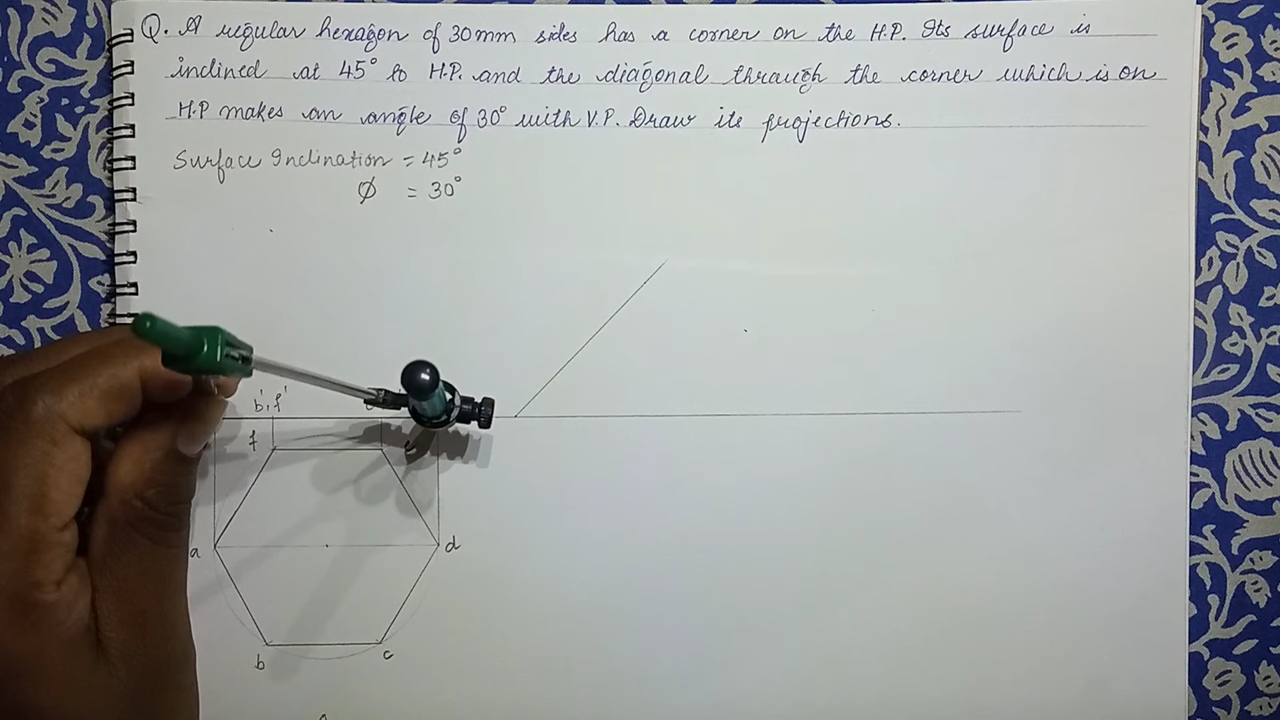 Q. A regular hexagon of 30mm sides has a corner on the H.P. Its surface is
inclined at 45° to H.P. and the diagonal through the corner which is on
H.P makes an angle of 30° with V.P. Draw its projections.
Surface Inclination = 45°
Ø = 30°
b',f'
f
e
a
d
b
c